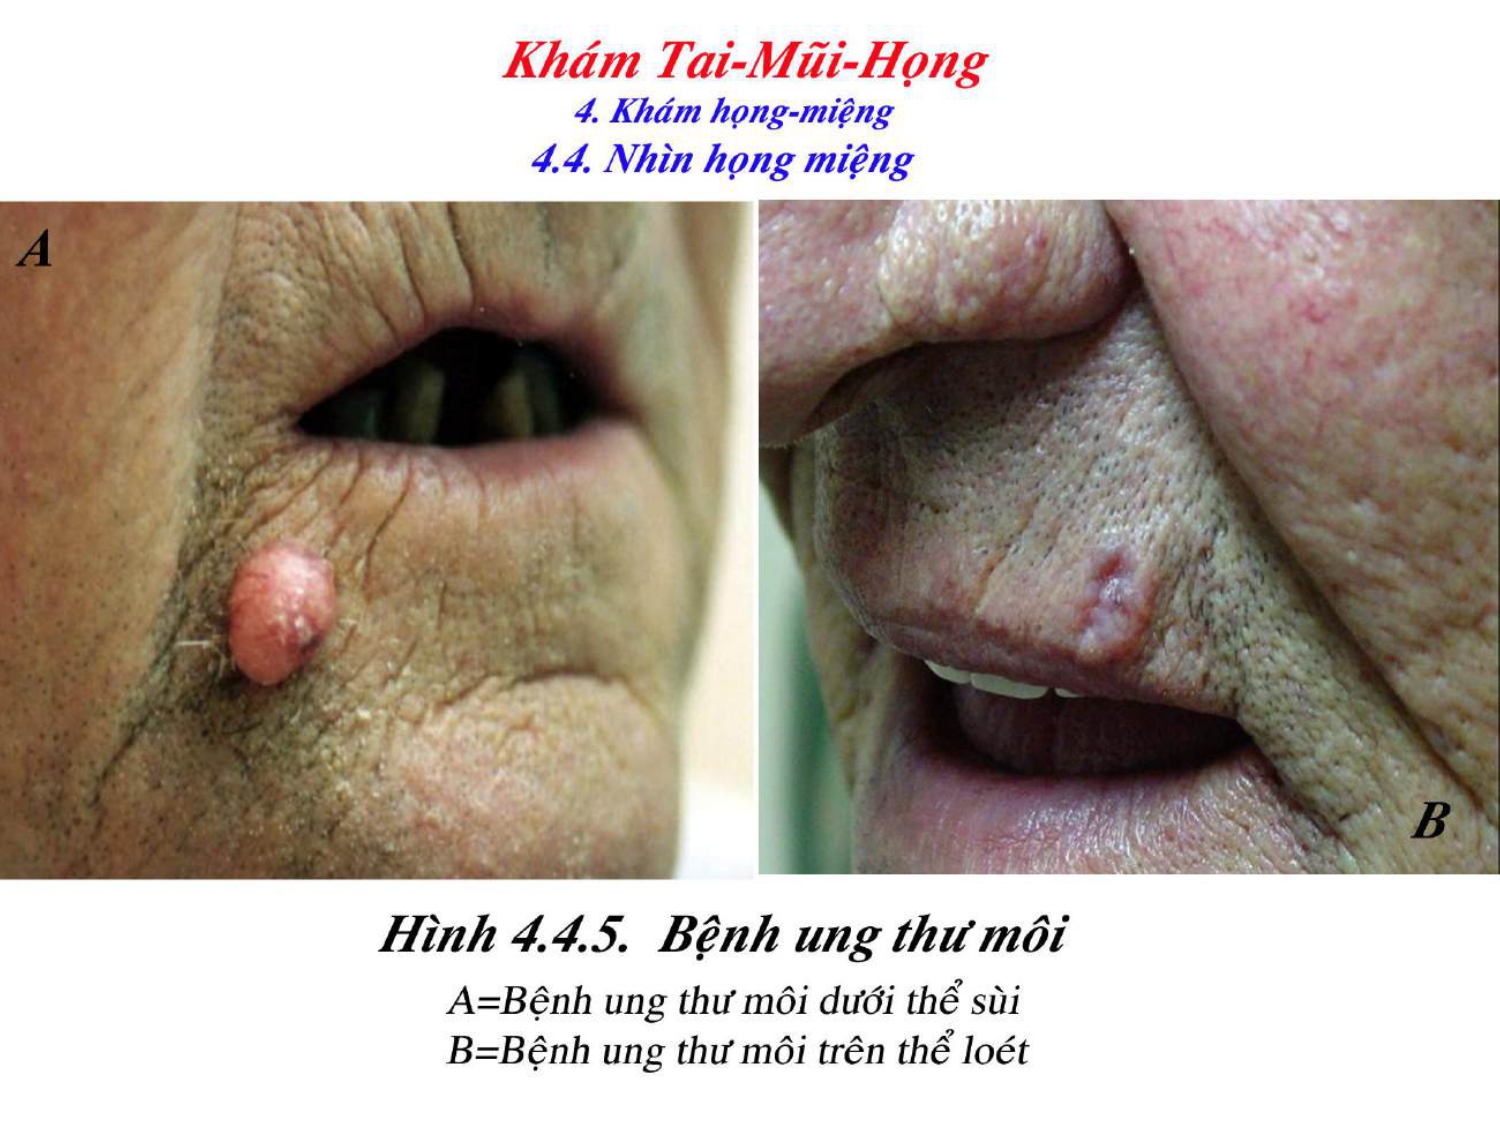 Khám Tai-Mũi-Họng
4. Khám họng-miệng
4.4. Nhìn họng miệng
A
B
Hình 4.4.5. Bệnh ung thư môi
A=Bệnh ung thư môi dưới thể sùi
B=Bệnh ung thư môi trên thể loét